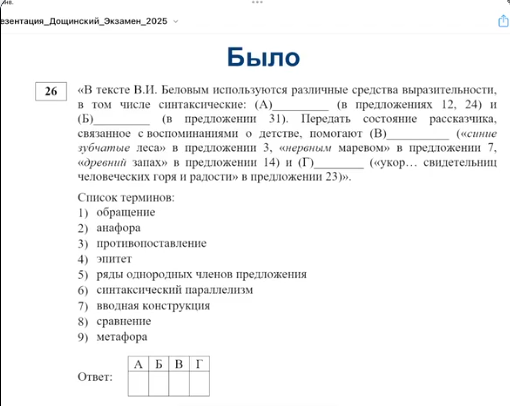 езентация_Дощинский_Экзамен_2025
Было
26
«В тексте В.И. Беловым используются различные средства выразительности,
в том числе синтаксические: (А)__________ (в предложениях 12, 24) и
(Б)__________ (в предложении 31). Передать состояние рассказчика,
связанное с воспоминаниями о детстве, помогают (В)___________ («синие
зубчатые леса» в предложении 3, «нервным маревом» в предложении 7,
«древний запах» в предложении 14) и (Г)_________ («укор… свидетельниц
человеческих горя и радости» в предложении 23)».
Список терминов:
1) обращение
2) анафора
3) противопоставление
4) эпитет
5) ряды однородных членов предложения
6) синтаксический параллелизм
7) вводная конструкция
8) сравнение
9) метафора
А Б В Г
Ответ: